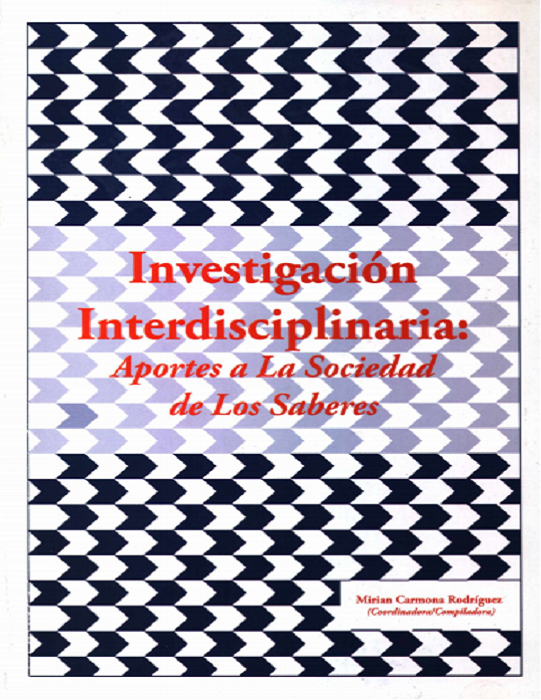 Investigación
Interdisciplinaria:
Aportes a La Sociedad
de Los Saberes
Mirian Carmona Rodríguez
(Coordinadora/Compiladora)